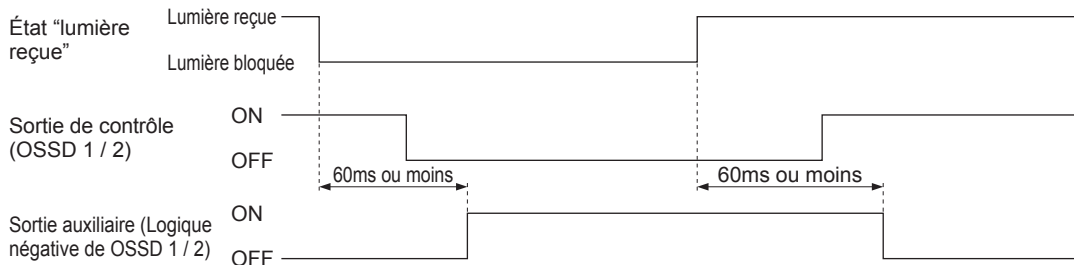 État “lumière
reçue”
Lumière reçue
Lumière bloquée
Sortie de contrôle
(OSSD 1 / 2)
ON
OFF
60ms ou moins
60ms ou moins
Sortie auxiliaire (Logique
négative de OSSD 1 / 2)
ON
OFF